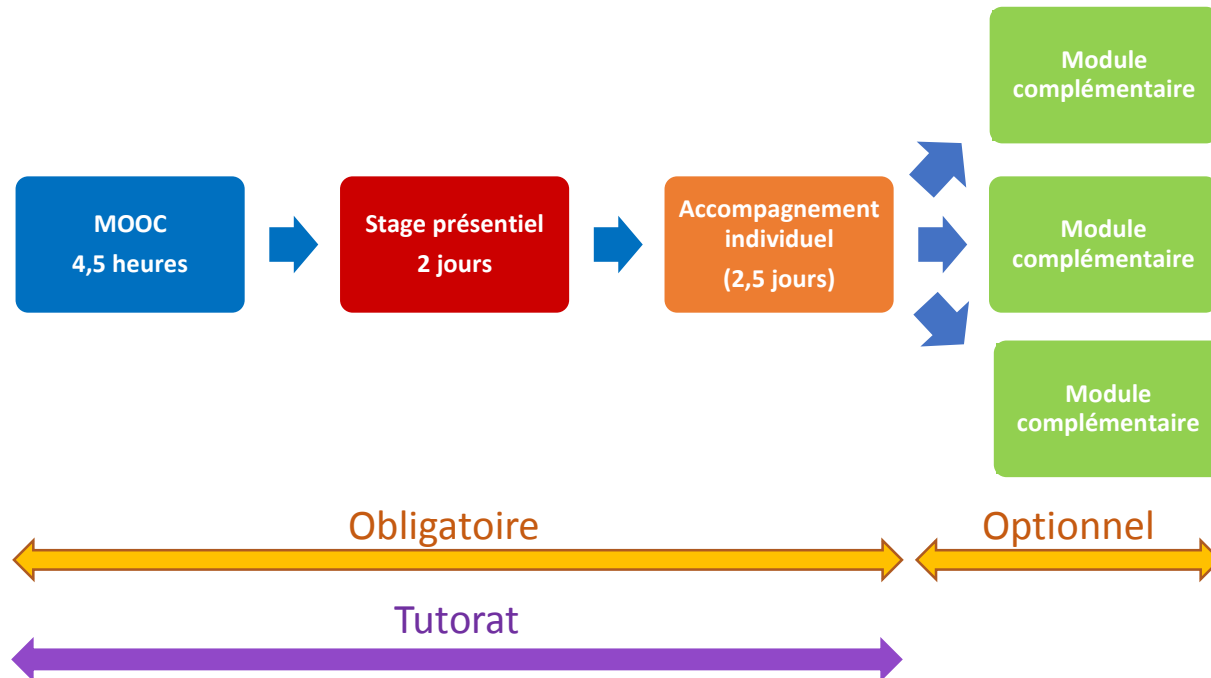 Module
complémentaire
MOOC
4,5 heures
Stage présentiel
2 jours
Accompagnement
individuel
(2,5 jours)
Module
complémentaire
Module
complémentaire
Obligatoire
Optionnel
Tutorat